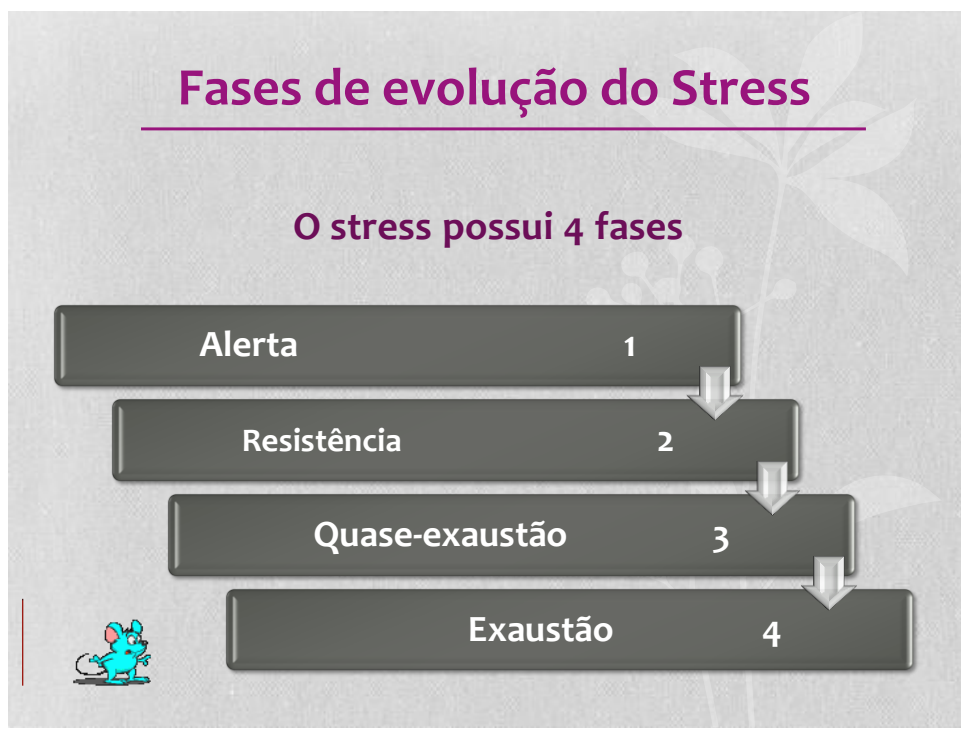 Fases de evolução do Stress
O stress possui 4 fases
Alerta 1
Resistência 2
Quase-exaustão 3
Exaustão 4